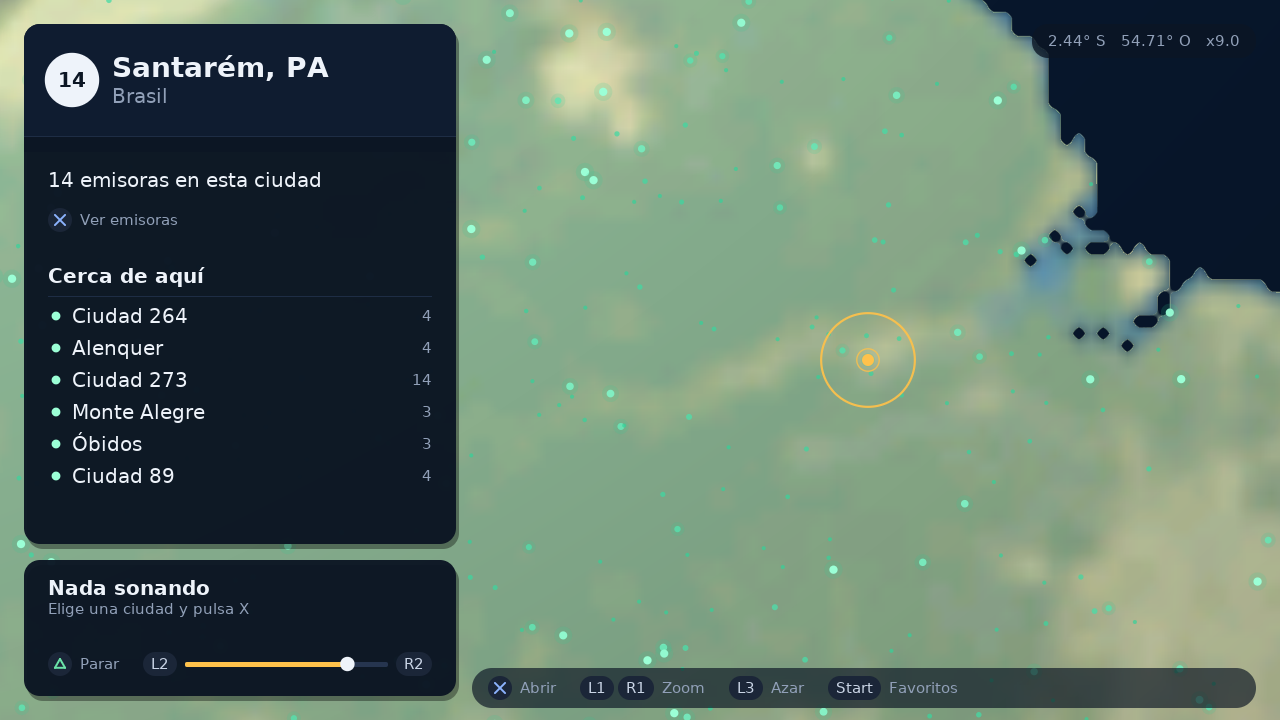 14
Santarém, PA
Brasil
14 emisoras en esta ciudad
Ver emisoras
Cerca de aquí
Ciudad 264 4
Alenquer 4
Ciudad 273 14
Monte Alegre 3
Óbidos 3
Ciudad 89 4
Nada sonando
Elige una ciudad y pulsa X
Parar L2 R2
2.44° S 54.71° O x9.0
Abrir L1 R1 Zoom L3 Azar Start Favoritos